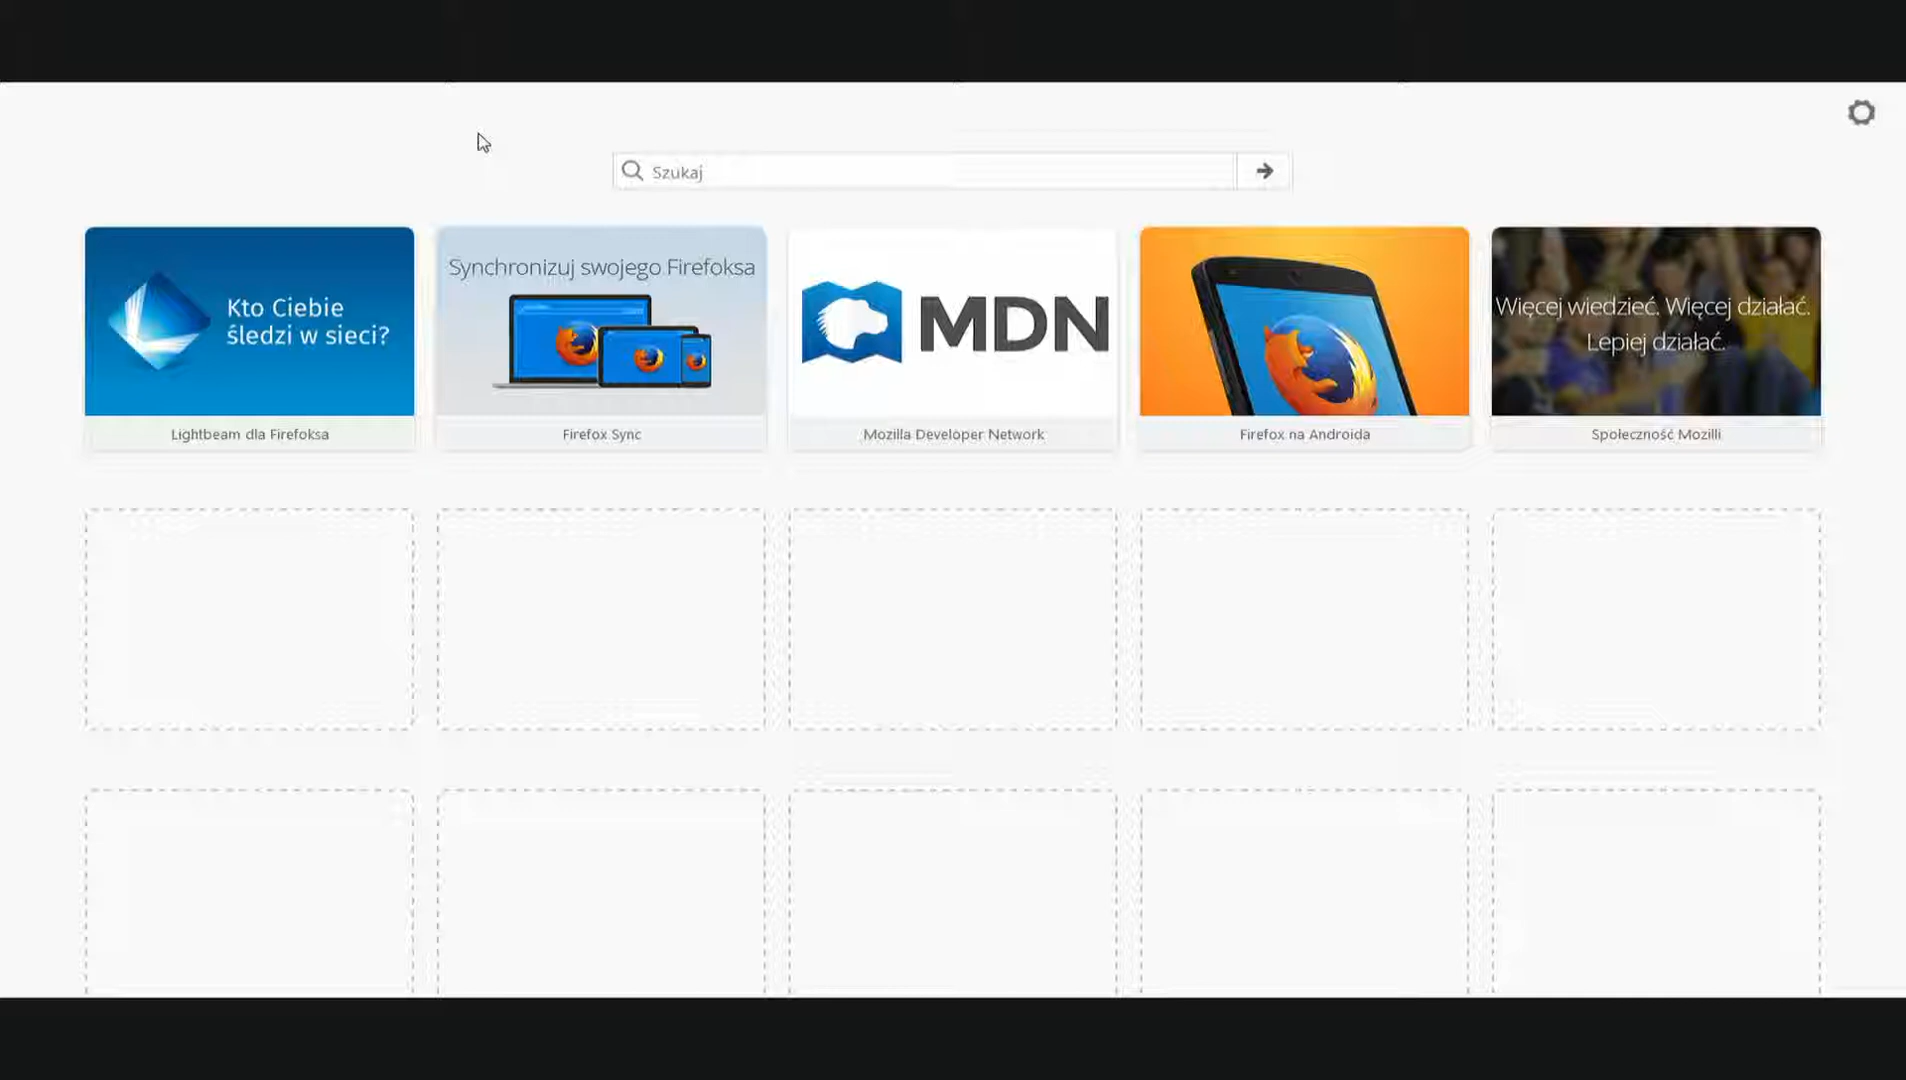 Szukaj
Kto Ciebie
śledzi w sieci?
Lightbeam dla Firefoksa
Synchronizuj swojego Firefoksa
Firefox Sync
MDN
Mozilla Developer Network
Firefox na Androida
Więcej wiedzieć. Więcej działać.
Lepiej działać.
Społeczność Mozilli